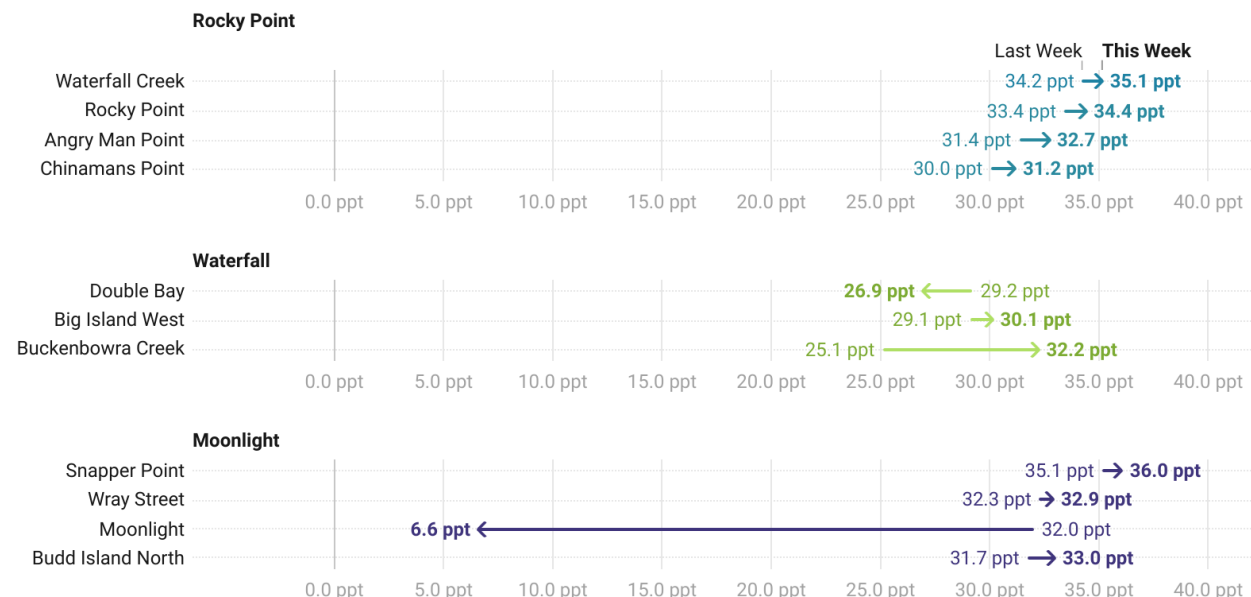 Rocky Point
Last Week This Week
Waterfall Creek 34.2 ppt 35.1 ppt
Rocky Point 33.4 ppt 34.4 ppt
Angry Man Point 31.4 ppt 32.7 ppt
Chinamans Point 30.0 ppt 31.2 ppt
0.0 ppt 5.0 ppt 10.0 ppt 15.0 ppt 20.0 ppt 25.0 ppt 30.0 ppt 35.0 ppt 40.0 ppt
Waterfall
Double Bay 26.9 ppt 29.2 ppt
Big Island West 29.1 ppt 30.1 ppt
Buckenbowra Creek 25.1 ppt 32.2 ppt
0.0 ppt 5.0 ppt 10.0 ppt 15.0 ppt 20.0 ppt 25.0 ppt 30.0 ppt 35.0 ppt 40.0 ppt
Moonlight
Snapper Point 35.1 ppt 36.0 ppt
Wray Street 32.3 ppt 32.9 ppt
Moonlight 6.6 ppt 32.0 ppt
Budd Island North 31.7 ppt 33.0 ppt
0.0 ppt 5.0 ppt 10.0 ppt 15.0 ppt 20.0 ppt 25.0 ppt 30.0 ppt 35.0 ppt 40.0 ppt